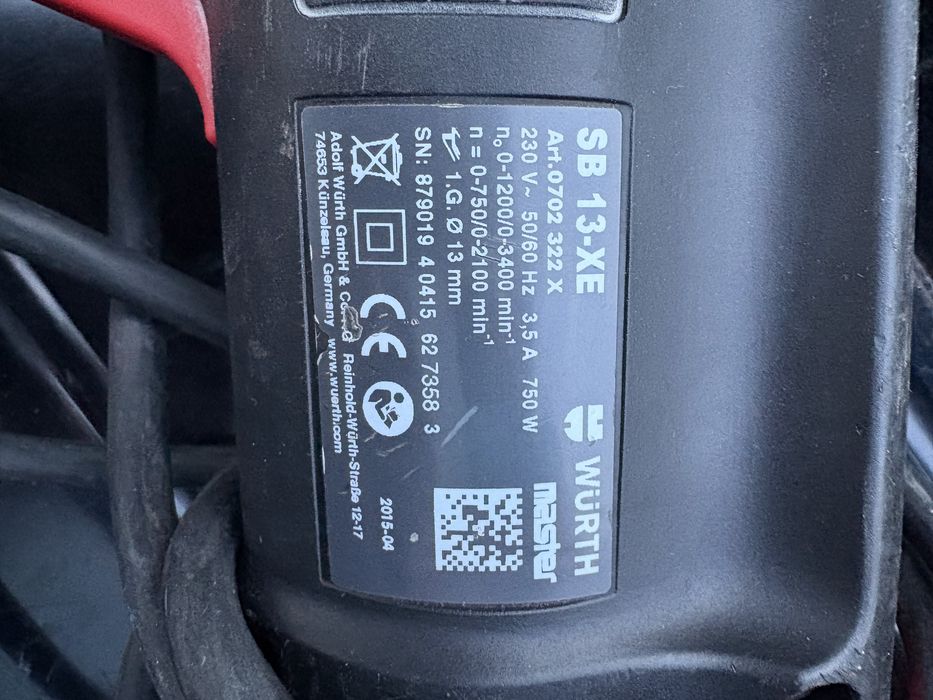 SB 13-XE
WÜRTH
master
Art.0702 322 X
230 V~ 50/60 Hz 3,5 A 750 W
n₀ 0-1200/0-3400 min⁻¹
n = 0-750/0-2100 min⁻¹
1.G. Ø 13 mm
SN: 879019 4 0415 62 7358 3
CE
2015-04
Adolf Würth GmbH & Co. Reinhold-Würth-Straße 12-17
74653 Künzelsau, Germany www.wuerth.com